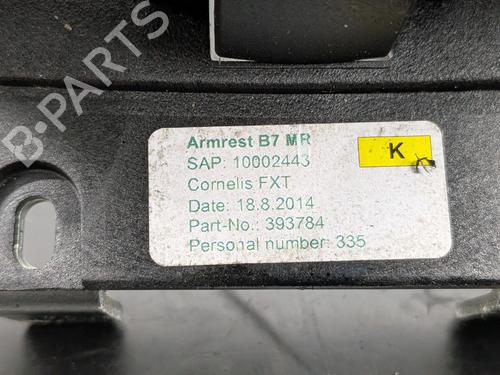 B-PARTS
Armrest B7 MR
SAP: 10002443
K
Cornelis FXT
Date: 18.8.2014
Part-No.: 393784
Personal number: 335